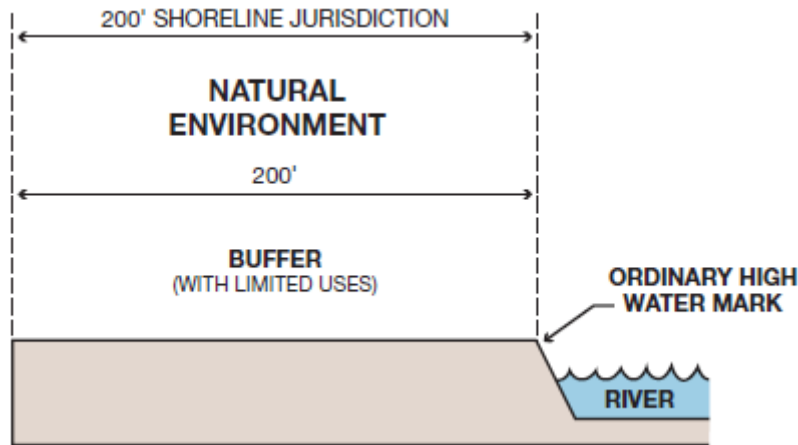 200' SHORELINE JURISDICTION
NATURAL
ENVIRONMENT
200'
BUFFER
(WITH LIMITED USES)
ORDINARY HIGH
WATER MARK
RIVER